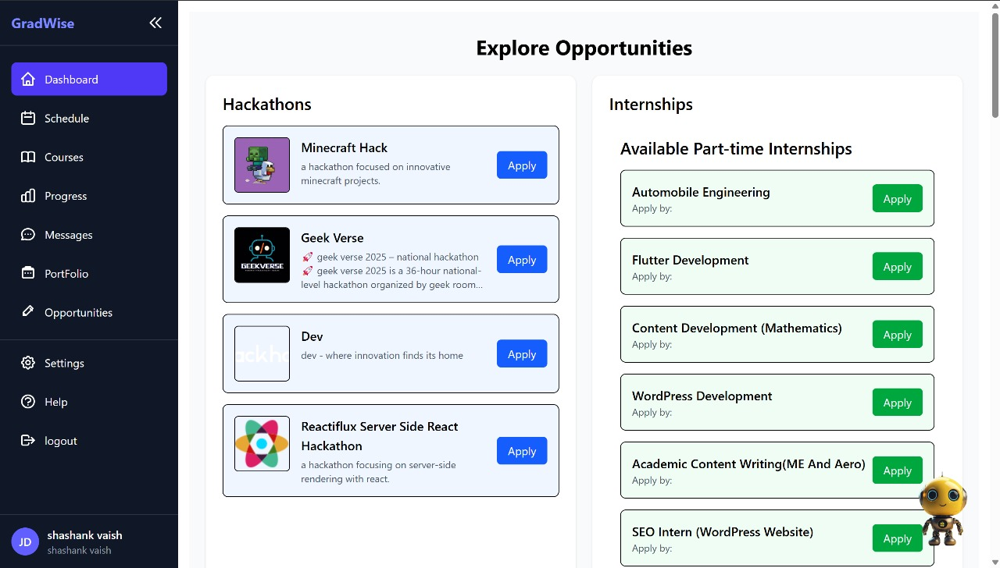 GradWise
Dashboard
Schedule
Courses
Progress
Messages
PortFolio
Opportunities
Settings
Help
logout
JD
shashank vaish
shashank vaish
Explore Opportunities
Hackathons
Minecraft Hack
a hackathon focused on innovative
minecraft projects.
Apply
GEEKVERSE
Geek Verse
🚀 geek verse 2025 – national hackathon
🚀 geek verse 2025 is a 36-hour national-
level hackathon organized by geek room...
Apply
ackha
Dev
dev - where innovation finds its home
Apply
Reactiflux Server Side React
Hackathon
a hackathon focusing on server-side
rendering with react.
Apply
Internships
Available Part-time Internships
Automobile Engineering
Apply by:
Apply
Flutter Development
Apply by:
Apply
Content Development (Mathematics)
Apply by:
Apply
WordPress Development
Apply by:
Apply
Academic Content Writing(ME And Aero)
Apply by:
Apply
SEO Intern (WordPress Website)
Apply by:
Apply